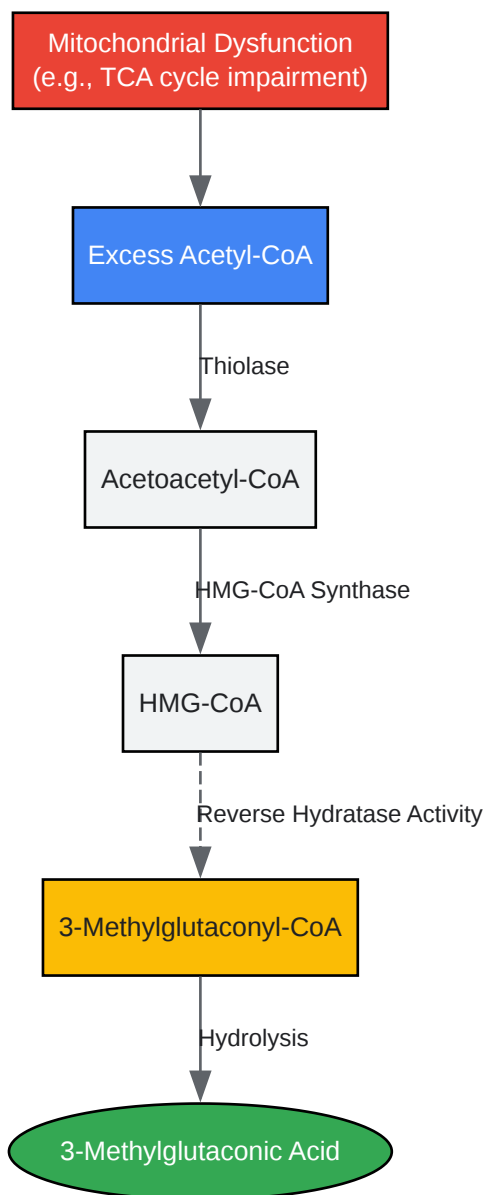 Mitochondrial Dysfunction
(e.g., TCA cycle impairment)
Excess Acetyl-CoA
Thiolase
Acetoacetyl-CoA
HMG-CoA Synthase
HMG-CoA
Reverse Hydratase Activity
3-Methylglutaconyl-CoA
Hydrolysis
3-Methylglutaconic Acid